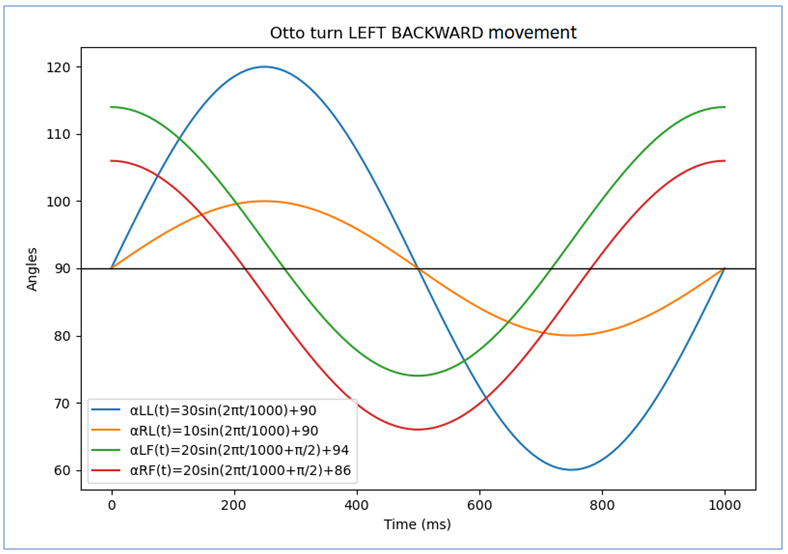 Otto turn LEFT BACKWARD movement
120
110
100
90
80
70
60
Angles
αLL(t)=30sin(2πt/1000)+90
αRL(t)=10sin(2πt/1000)+90
αLF(t)=20sin(2πt/1000+π/2)+94
αRF(t)=20sin(2πt/1000+π/2)+86
0 200 400 600 800 1000
Time (ms)